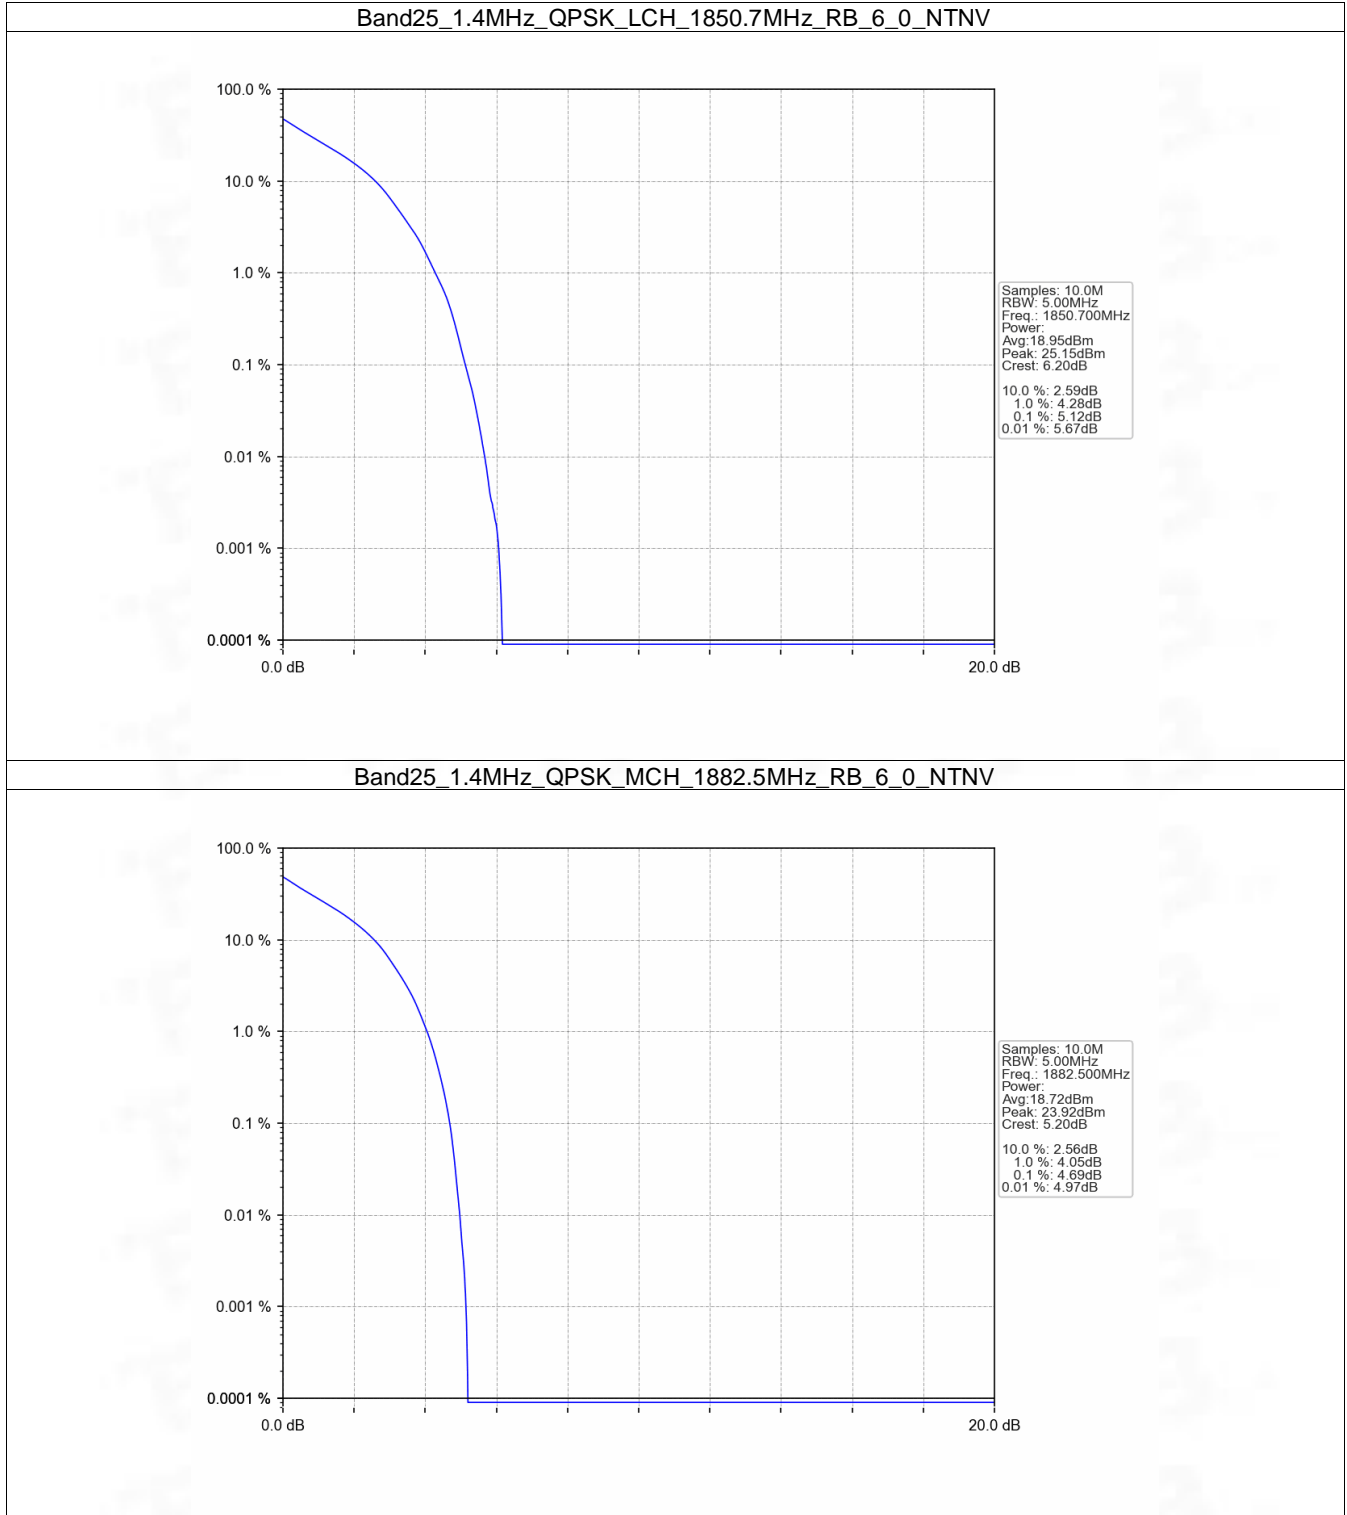 Band25_1.4MHz_QPSK_LCH_1850.7MHz_RB_6_0_NTNV
100.0 %
10.0 %
1.0 %
0.1 %
0.01 %
0.001 %
0.0001 %
0.0 dB
20.0 dB
Samples: 10.0M
RBW: 5.00MHz
Freq.: 1850.700MHz
Power:
Avg:18.95dBm
Peak: 25.15dBm
Crest: 6.20dB
10.0 %: 2.59dB
1.0 %: 4.28dB
0.1 %: 5.12dB
0.01 %: 5.67dB
Band25_1.4MHz_QPSK_MCH_1882.5MHz_RB_6_0_NTNV
100.0 %
10.0 %
1.0 %
0.1 %
0.01 %
0.001 %
0.0001 %
0.0 dB
20.0 dB
Samples: 10.0M
RBW: 5.00MHz
Freq.: 1882.500MHz
Power:
Avg:18.72dBm
Peak: 23.92dBm
Crest: 5.20dB
10.0 %: 2.56dB
1.0 %: 4.05dB
0.1 %: 4.69dB
0.01 %: 4.97dB